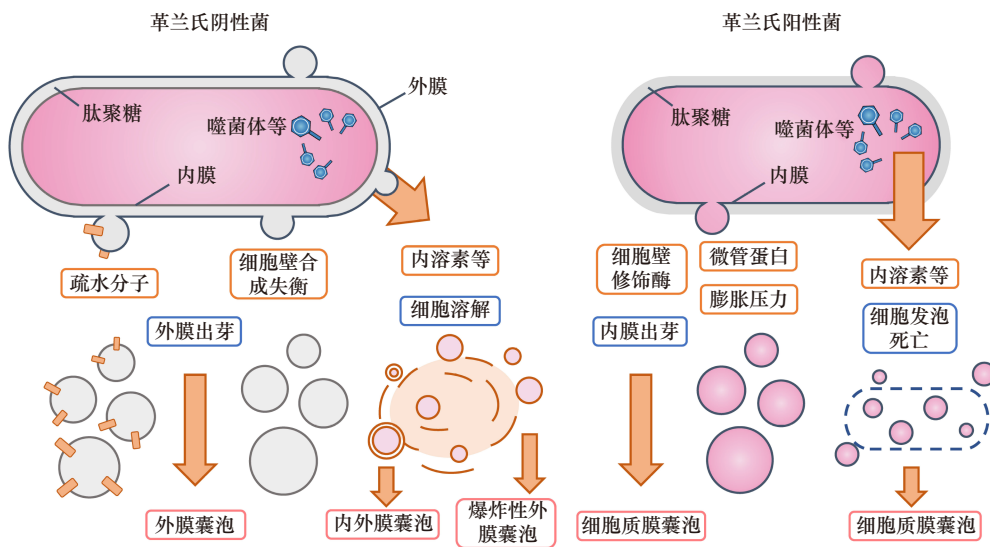 革兰氏阴性菌
革兰氏阳性菌
外膜
肽聚糖
噬菌体等
内膜
肽聚糖
噬菌体等
内膜
疏水分子
细胞壁合
成失衡
内溶素等
细胞壁
修饰酶
微管蛋白
膨胀压力
内溶素等
外膜出芽
细胞溶解
内膜出芽
细胞发泡
死亡
外膜囊泡
内外膜囊泡
爆炸性外
膜囊泡
细胞质膜囊泡
细胞质膜囊泡